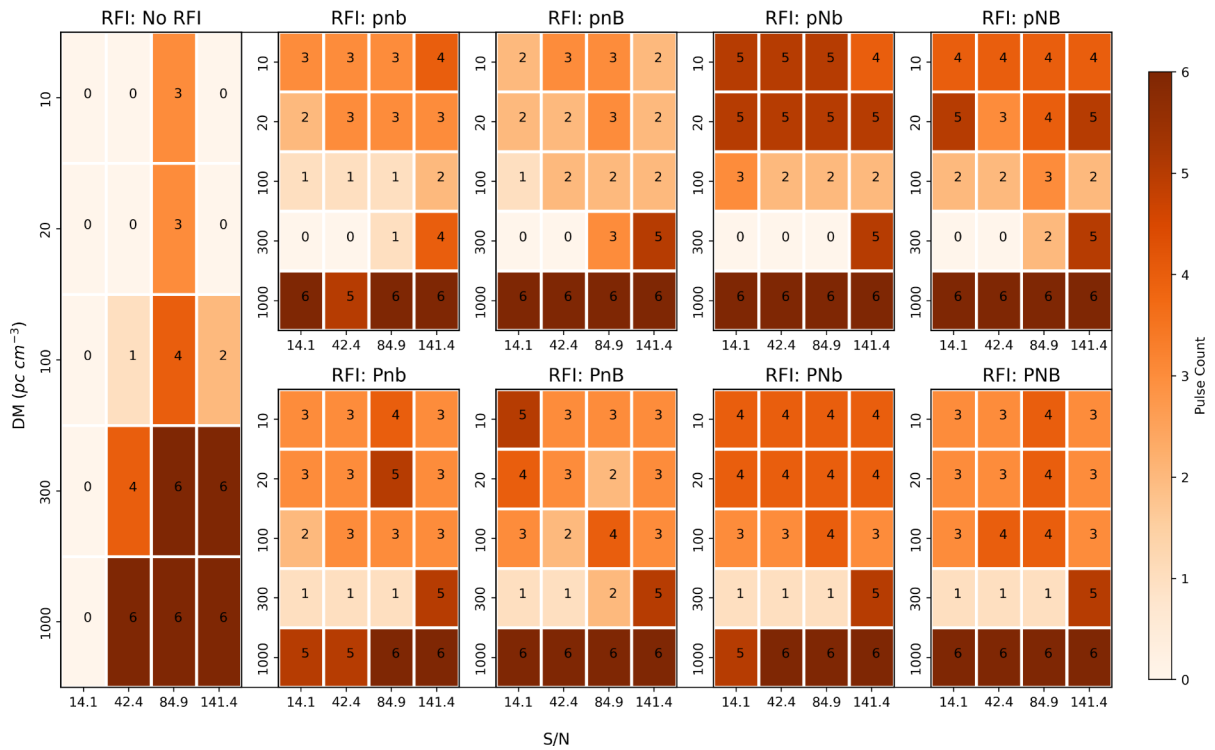 RFI: No RFI
RFI: pnb
RFI: pnB
RFI: pNb
RFI: pNB
DM (pc cm⁻³)
10 0 0 3 0
20 0 0 3 0
100 0 1 4 2
300 0 4 6 6
1000 0 6 6 6
14.1 42.4 84.9 141.4
10 3 3 3 4
20 2 3 3 3
100 1 1 1 2
300 0 0 1 4
1000 6 5 6 6
14.1 42.4 84.9 141.4
10 2 3 3 2
20 2 2 3 2
100 1 2 2 2
300 0 0 3 5
1000 6 6 6 6
14.1 42.4 84.9 141.4
10 5 5 5 4
20 5 5 5 5
100 3 2 2 2
300 0 0 0 5
1000 6 6 6 6
14.1 42.4 84.9 141.4
10 4 4 4 4
20 5 3 4 5
100 2 2 3 2
300 0 0 2 5
1000 6 6 6 6
14.1 42.4 84.9 141.4
RFI: Pnb
RFI: PnB
RFI: PNb
RFI: PNB
10 3 3 4 3
20 3 3 5 3
100 2 3 3 3
300 1 1 1 5
1000 5 5 6 6
14.1 42.4 84.9 141.4
10 5 3 3 3
20 4 3 2 3
100 3 2 4 3
300 1 1 2 5
1000 6 6 6 6
14.1 42.4 84.9 141.4
10 4 4 4 4
20 4 4 4 4
100 3 3 4 3
300 1 1 1 5
1000 5 6 6 6
14.1 42.4 84.9 141.4
10 3 3 4 3
20 3 3 4 3
100 3 4 4 3
300 1 1 1 5
1000 6 6 6 6
14.1 42.4 84.9 141.4
S/N
6
5
4
3
2
1
0
Pulse Count